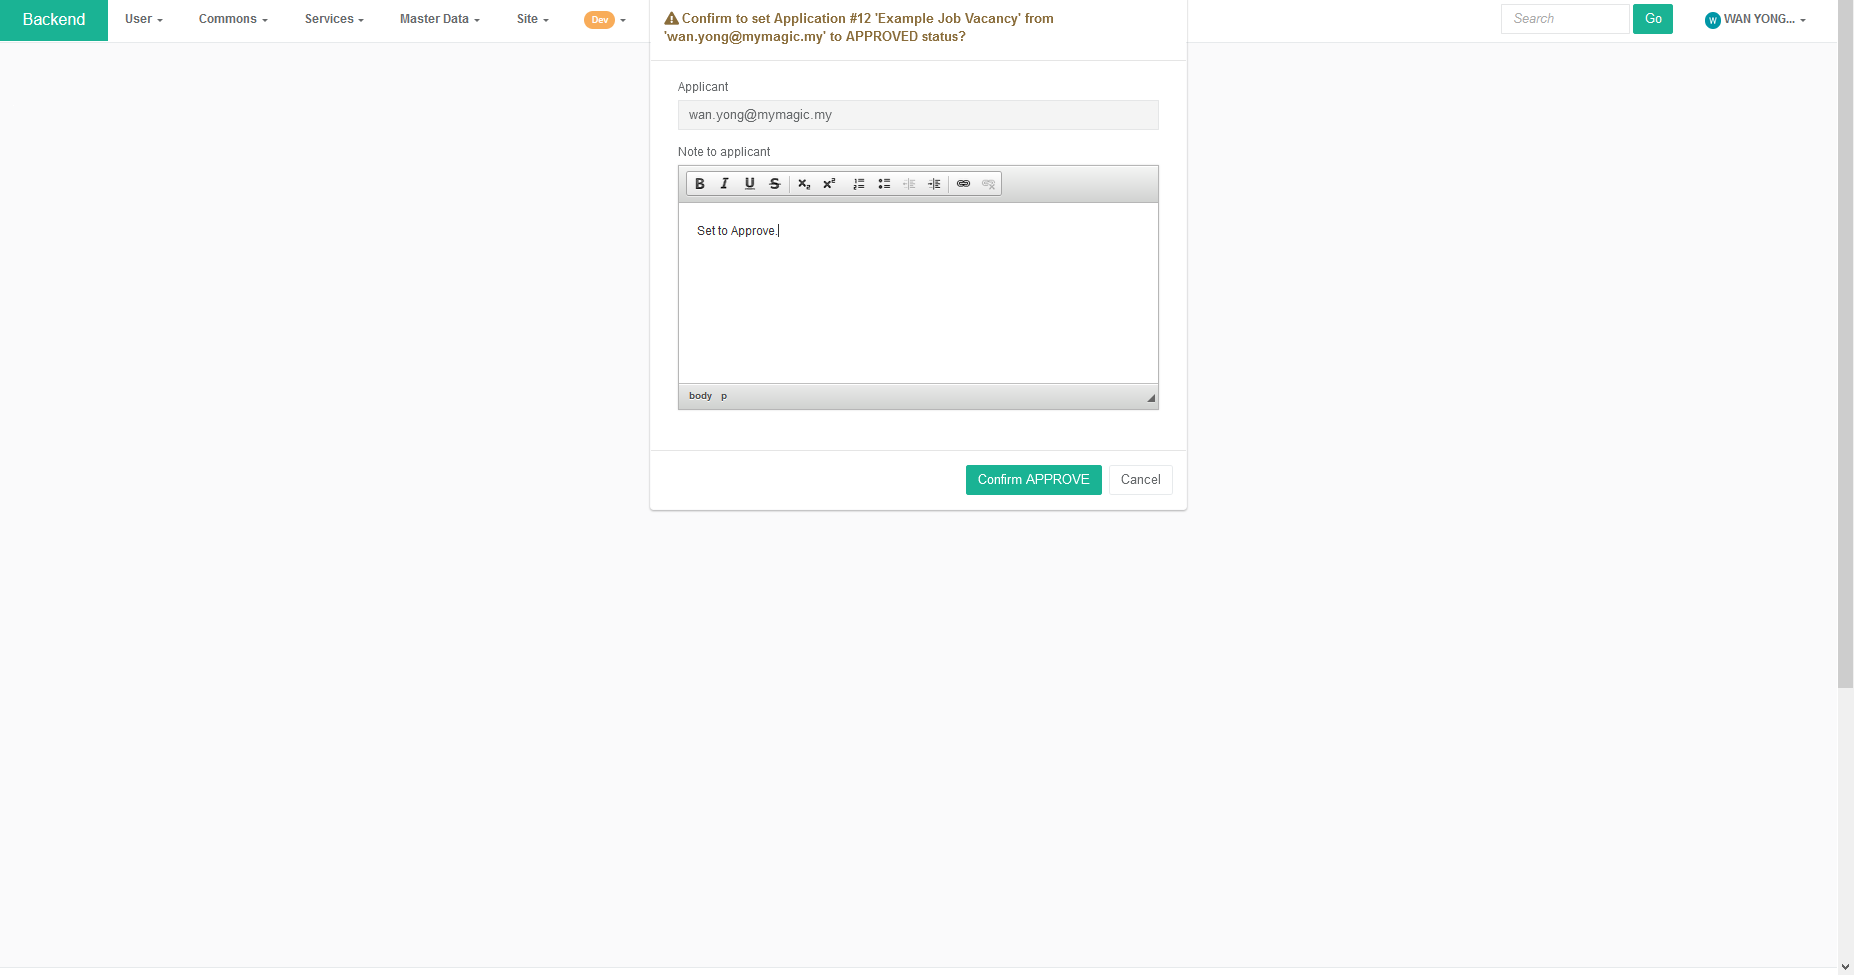 Backend User Commons Services Master Data Site Dev Search Go W WAN YONG...
Confirm to set Application #12 'Example Job Vacancy' from
'wan.yong@mymagic.my' to APPROVED status?
Applicant
wan.yong@mymagic.my
Note to applicant
B I U S x₂ x²
Set to Approve.
body p
Confirm APPROVE Cancel